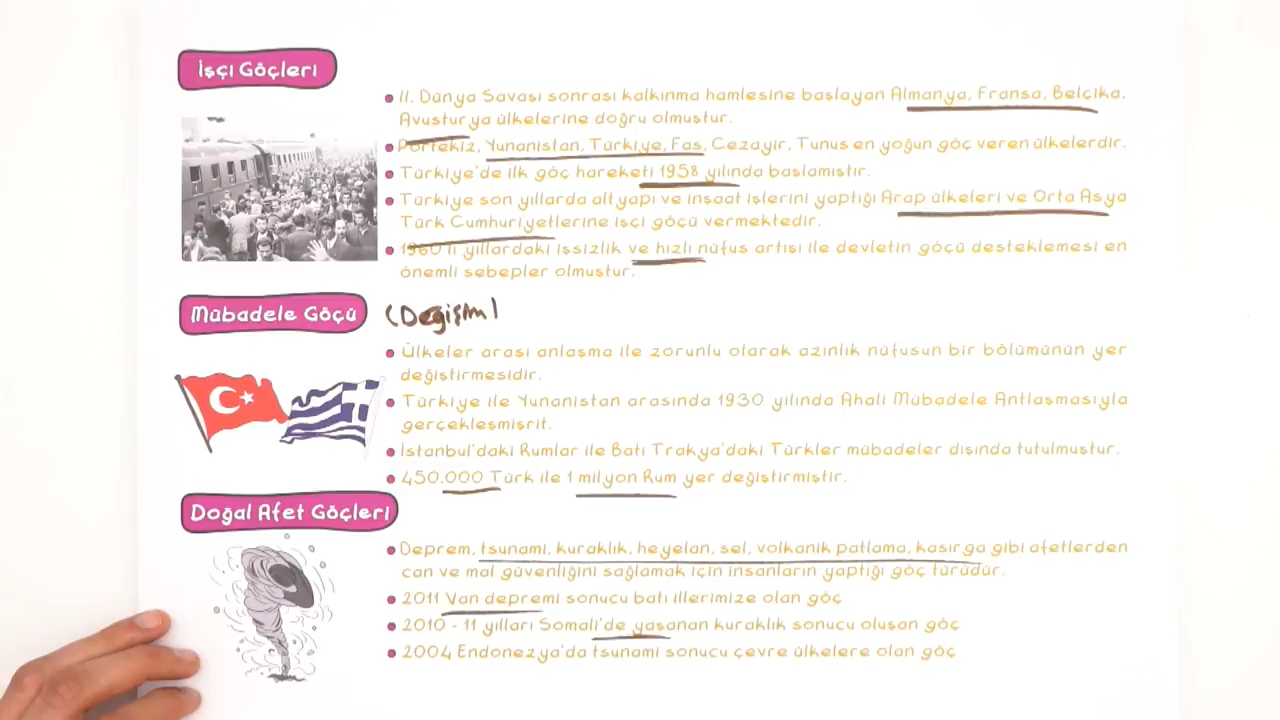 İşçi Göçleri
II. Dünya Savaşı sonrası kalkınma hamlesine başlayan Almanya, Fransa, Belçika,
Avusturya ülkelerine doğru olmuştur.
Portekiz, Yunanistan, Türkiye, Fas, Cezayir, Tunus en yoğun göç veren ülkelerdir.
Türkiye'de ilk göç hareketi 1958 yılında başlamıştır.
Türkiye son yıllarda altyapı ve inşaat işlerini yaptığı Arap ülkeleri ve Orta Asya
Türk Cumhuriyetlerine işçi göçü vermektedir.
1960'lı yıllardaki işsizlik ve hızlı nüfus artışı ile devletin göçü desteklemesi en
önemli sebepler olmuştur.
Mübadele Göçü (Değişim)
Ülkeler arası anlaşma ile zorunlu olarak azınlık nüfusun bir bölümünün yer
değiştirmesidir.
Türkiye ile Yunanistan arasında 1930 yılında Ahali Mübadele Antlaşmasıyla
gerçekleşmişrit.
İstanbul'daki Rumlar ile Batı Trakya'daki Türkler mübadeler dışında tutulmuştur.
450.000 Türk ile 1 milyon Rum yer değiştirmiştir.
Doğal Afet Göçleri
Deprem, tsunami, kuraklık, heyelan, sel, volkanik patlama, kasırga gibi afetlerden
can ve mal güvenliğini sağlamak için insanların yaptığı göç türüdür.
2011 Van depremi sonucu batı illerimize olan göç
2010 - 11 yılları Somali'de yaşanan kuraklık sonucu oluşan göç
2004 Endonezya'da tsunami sonucu çevre ülkelere olan göç